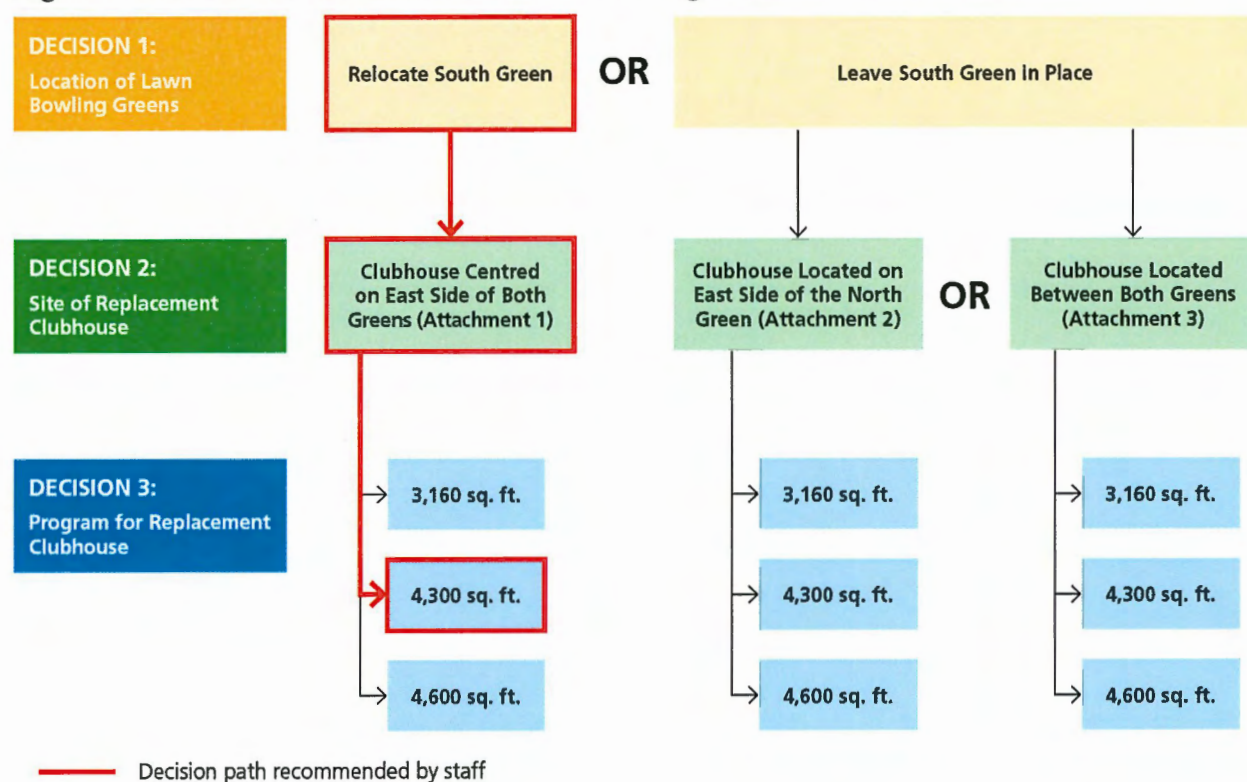 DECISION 1:
Location of Lawn
Bowling Greens
Relocate South Green
OR
Leave South Green in Place
DECISION 2:
Site of Replacement
Clubhouse
Clubhouse Centred
on East Side of Both
Greens (Attachment 1)
Clubhouse Located on
East Side of the North
Green (Attachment 2)
OR
Clubhouse Located
Between Both Greens
(Attachment 3)
DECISION 3:
Program for Replacement
Clubhouse
3,160 sq. ft.
3,160 sq. ft.
3,160 sq. ft.
4,300 sq. ft.
4,300 sq. ft.
4,300 sq. ft.
4,600 sq. ft.
4,600 sq. ft.
4,600 sq. ft.
Decision path recommended by staff